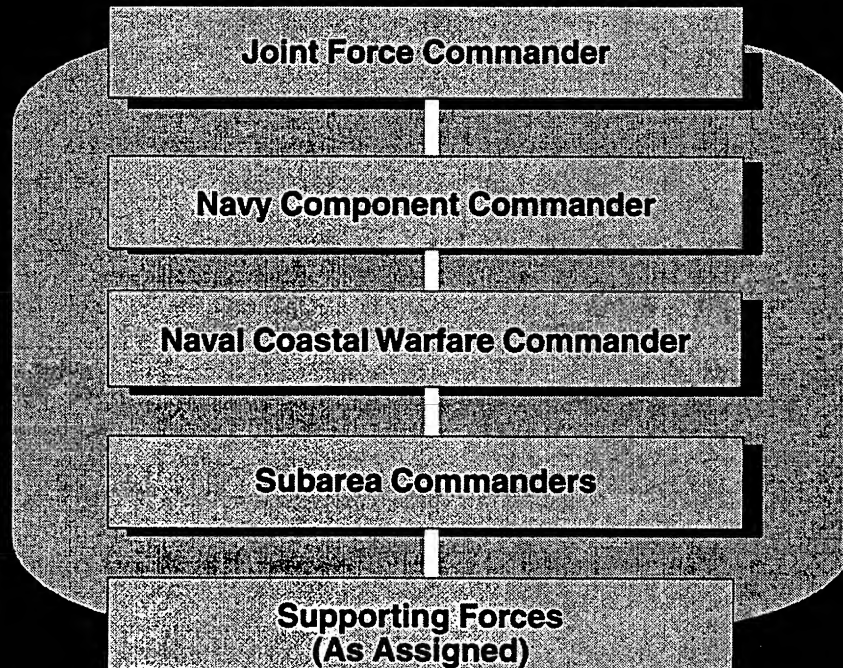 Joint Force Commander
Navy Component Commander
Naval Coastal Warfare Commander
Subarea Commanders
Supporting Forces
(As Assigned)